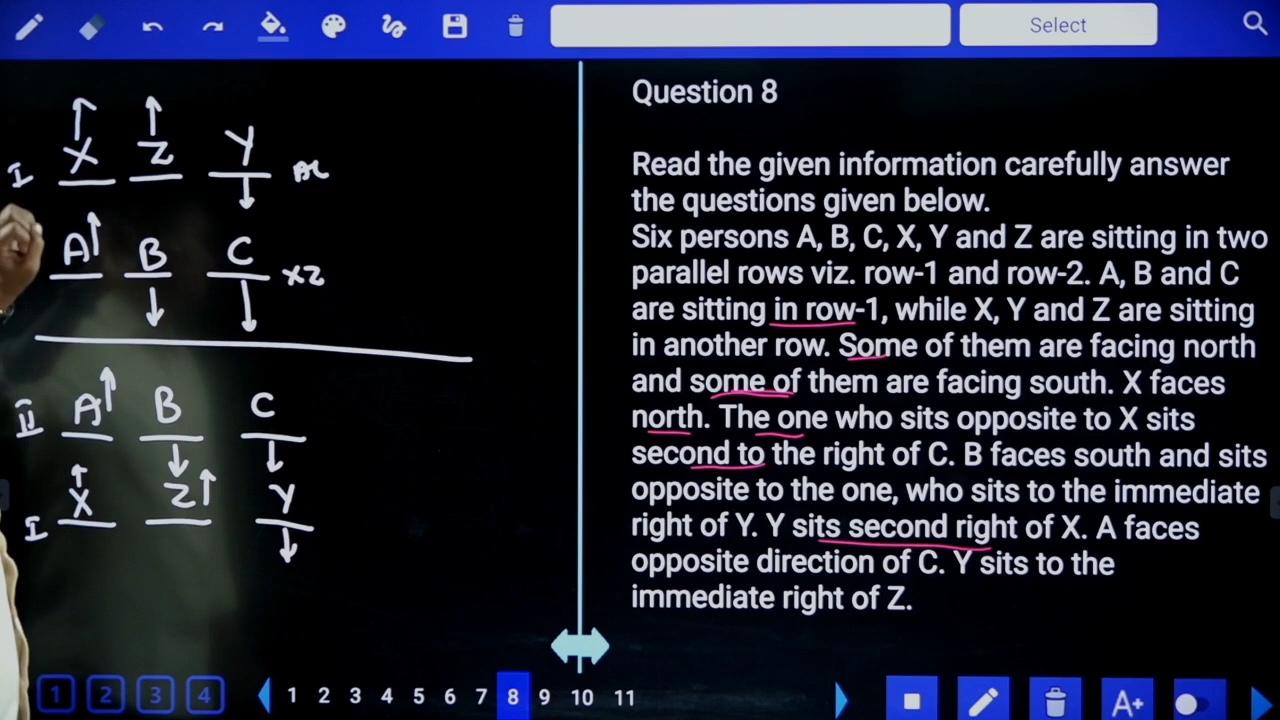 Select
Question 8
Read the given information carefully answer
the questions given below.
Six persons A, B, C, X, Y and Z are sitting in two
parallel rows viz. row-1 and row-2. A, B and C
are sitting in row-1, while X, Y and Z are sitting
in another row. Some of them are facing north
and some of them are facing south. X faces
north. The one who sits opposite to X sits
second to the right of C. B faces south and sits
opposite to the one, who sits to the immediate
right of Y. Y sits second right of X. A faces
opposite direction of C. Y sits to the
immediate right of Z.
I X Z Y
A B C XZ
II A B C
I X Z Y
1 2 3 4
1 2 3 4 5 6 7 8 9 10 11
A+